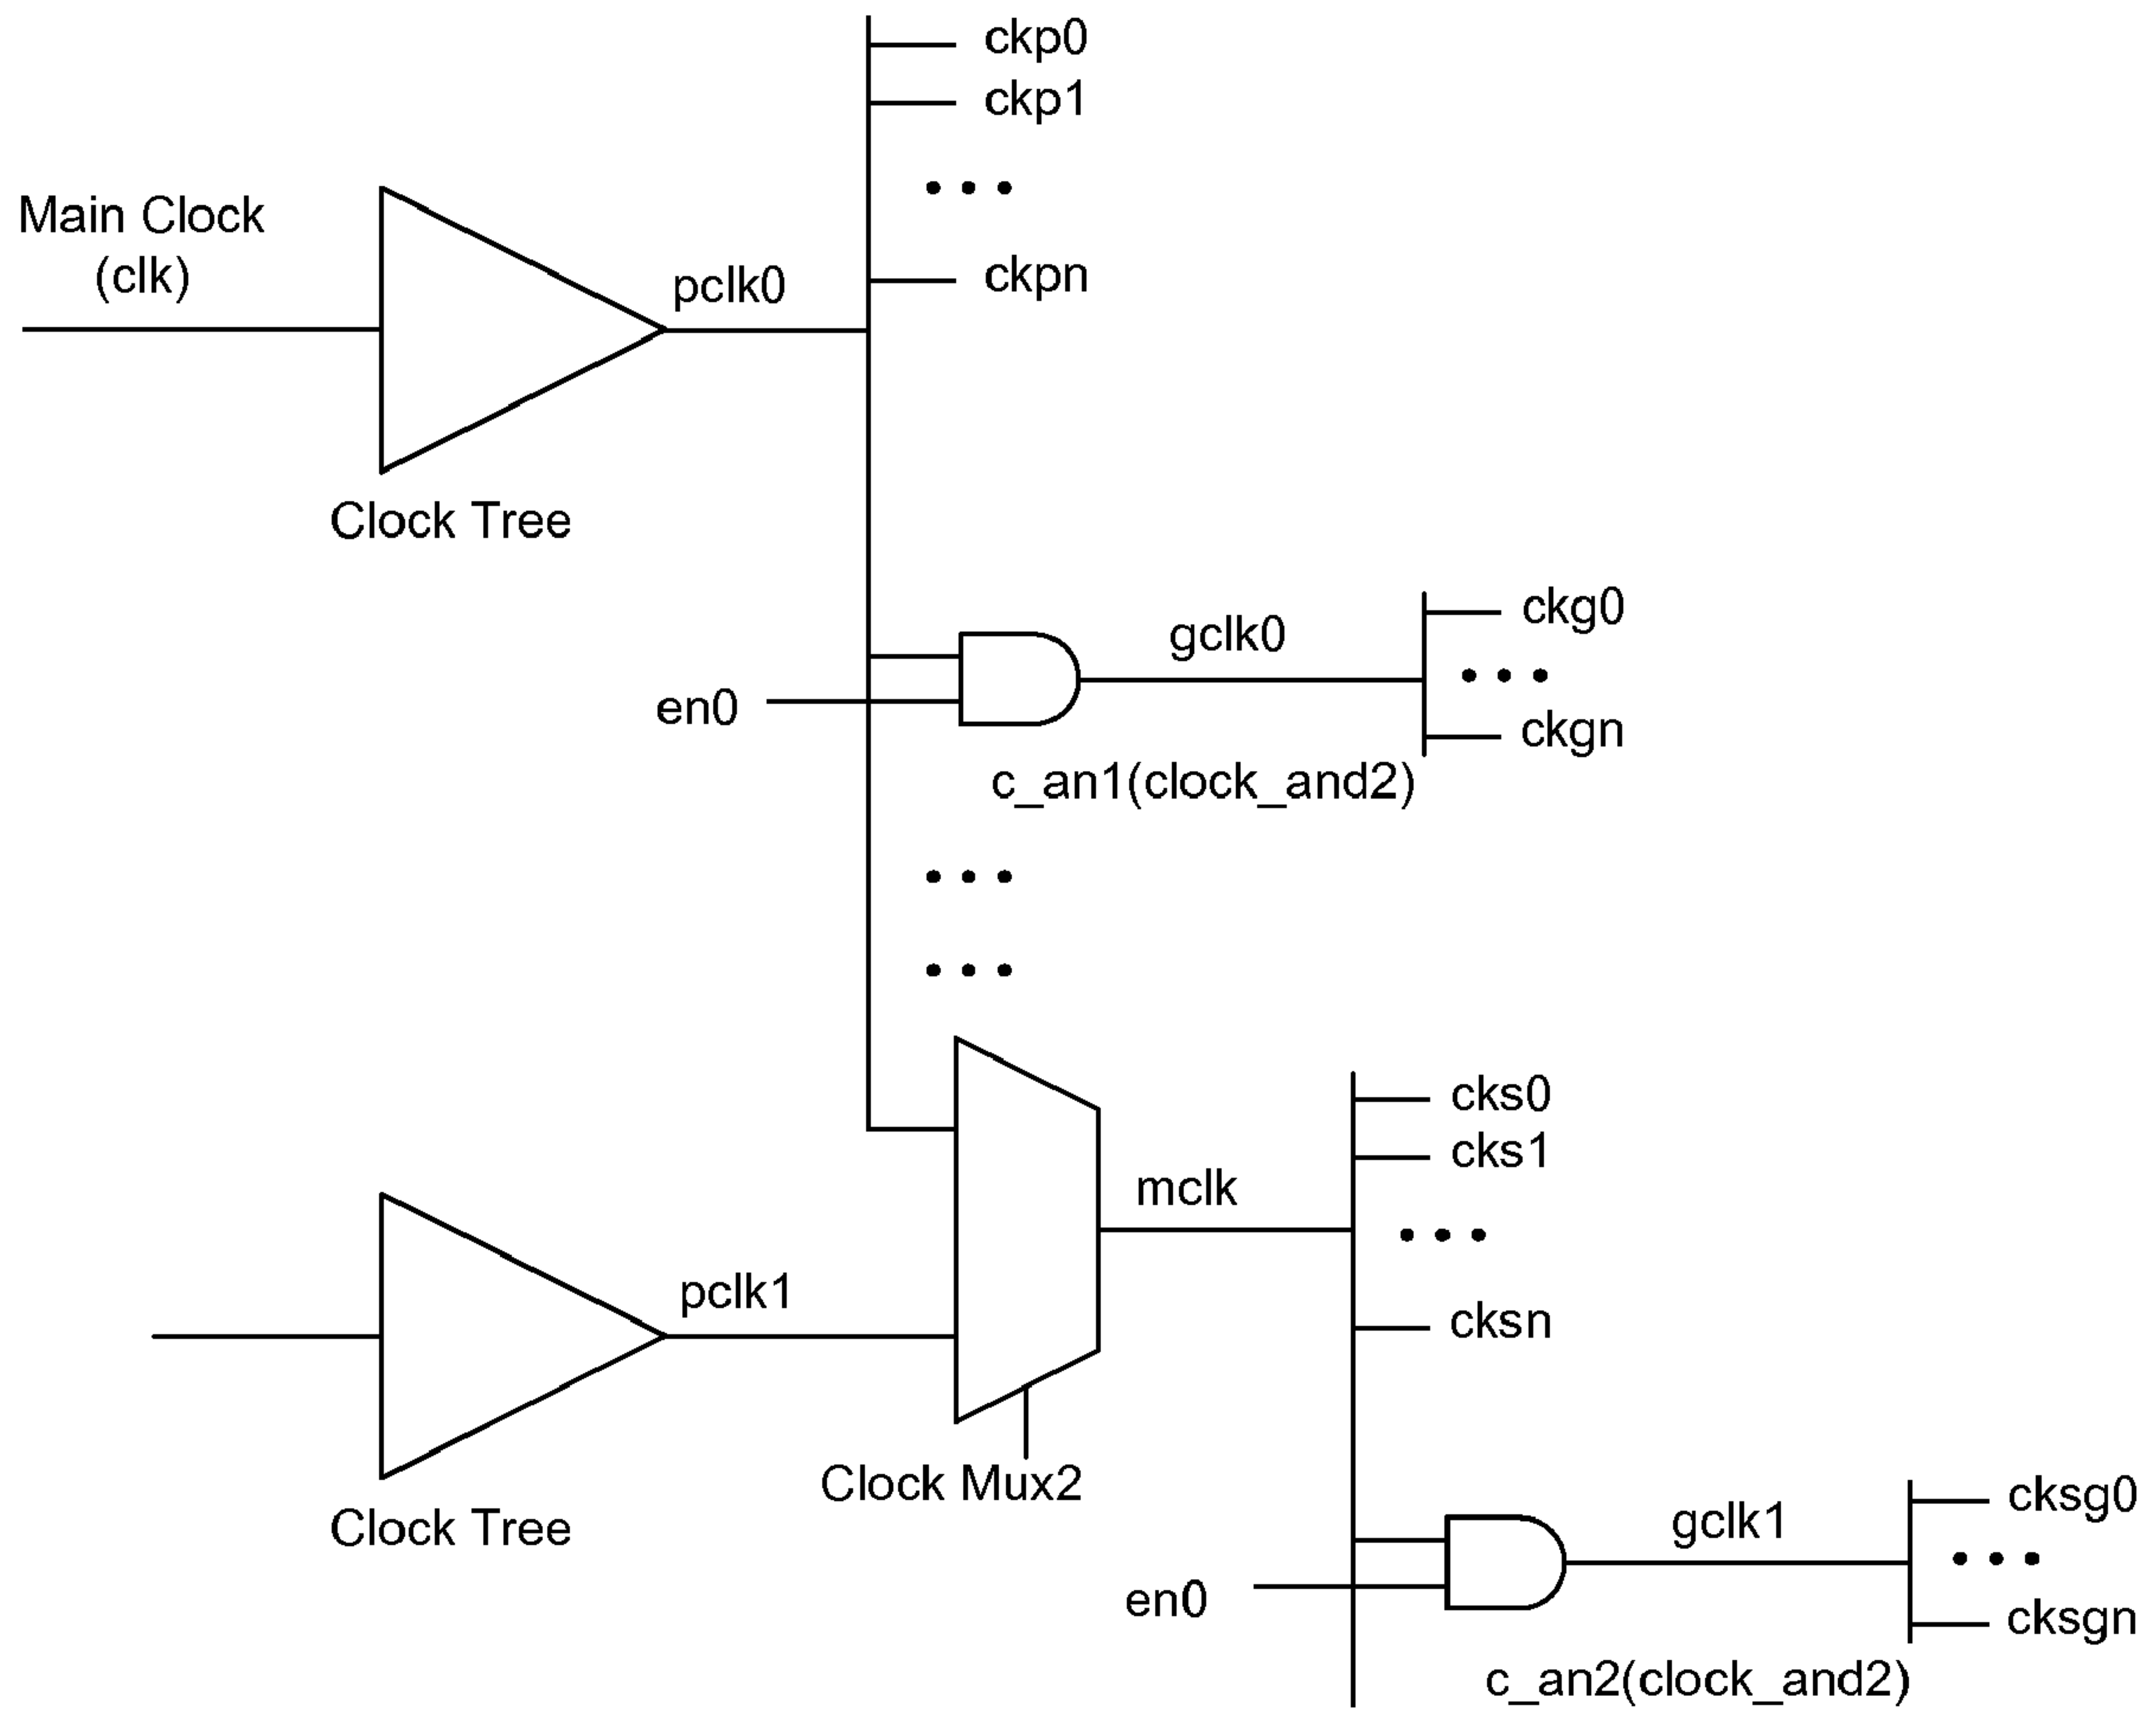 ckp0
ckp1
Main Clock
(clk)
pclk0
ckpn
Clock Tree
gclk0
ckg0
en0
ckgn
c_an1(clock_and2)
cks0
cks1
mclk
pclk1
cksn
Clock Mux2
Clock Tree
gclk1
cksg0
en0
cksgn
c_an2(clock_and2)